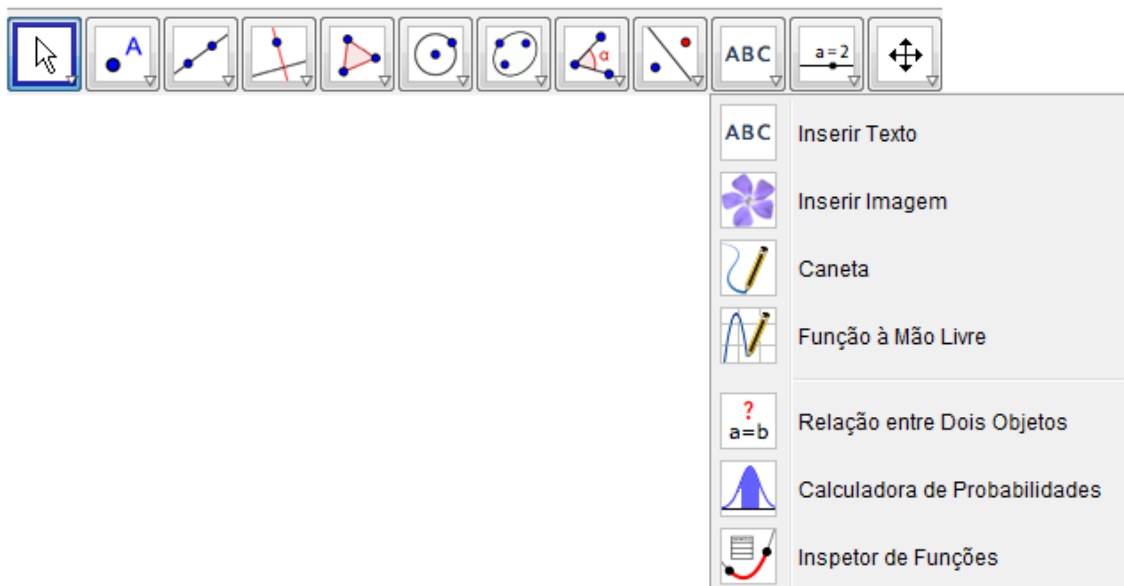 A
α
ABC
a=2
ABC
Inserir Texto
Inserir Imagem
Caneta
Função à Mão Livre
?
a=b
Relação entre Dois Objetos
Calculadora de Probabilidades
Inspetor de Funções